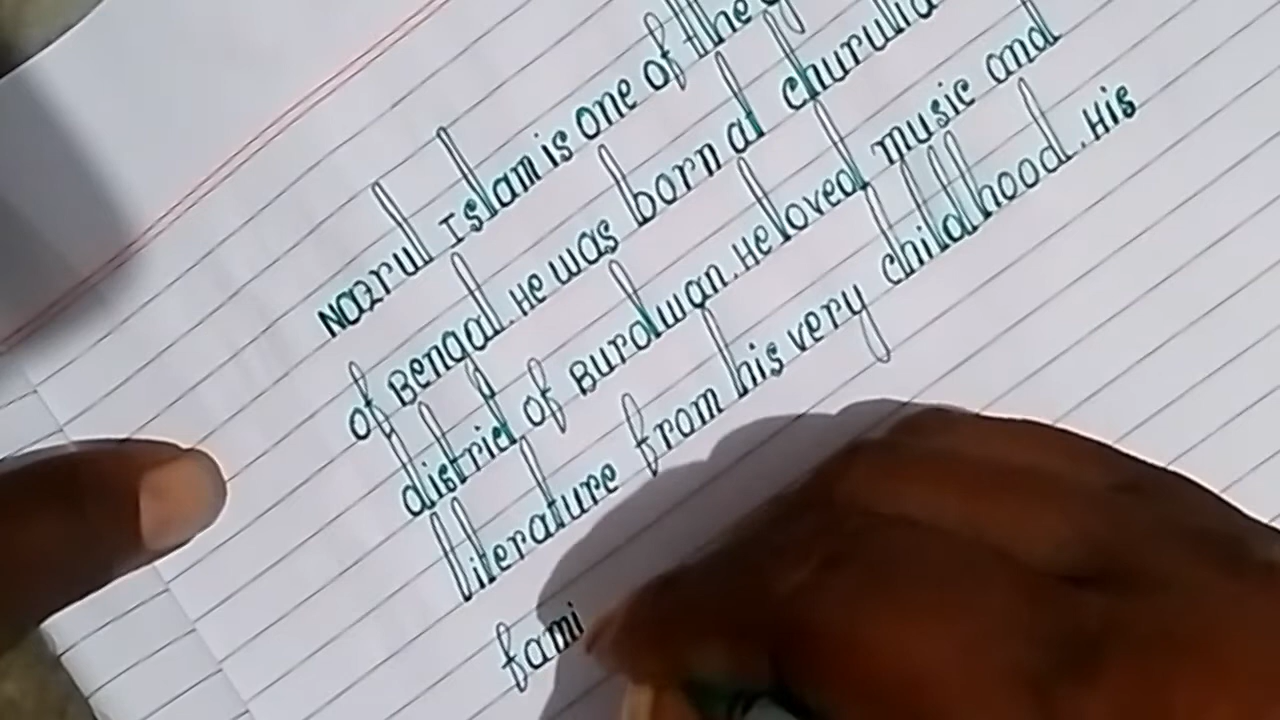 Nazrul Islam is one of the
of Bengal. He was born at churulia
district of Burdwan. He loved music and
literature from his very childhood. His
fami